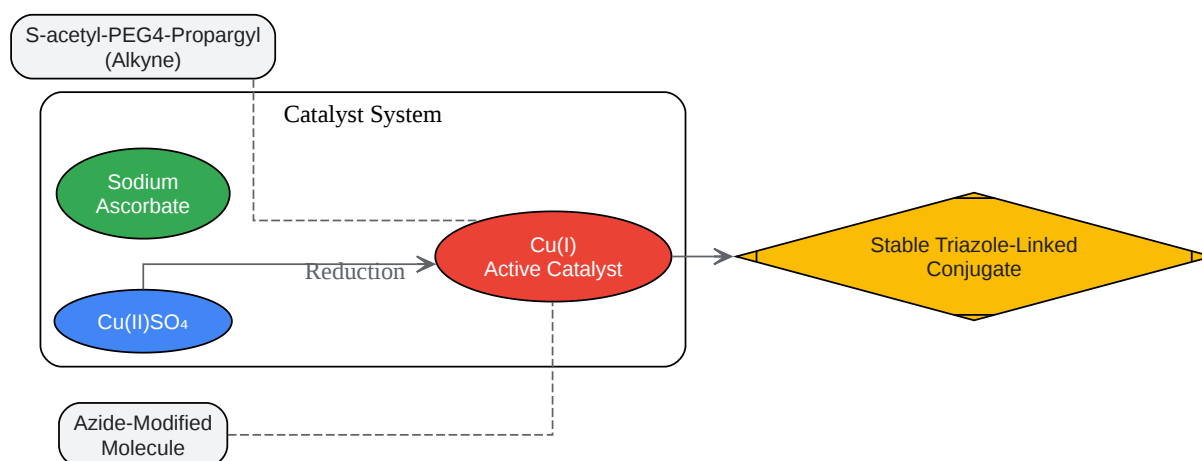 S-acetyl-PEG4-Propargyl
(Alkyne)
Catalyst System
Sodium
Ascorbate
Cu(I)
Active Catalyst
Reduction
Cu(II)SO₄
Stable Triazole-Linked
Conjugate
Azide-Modified
Molecule